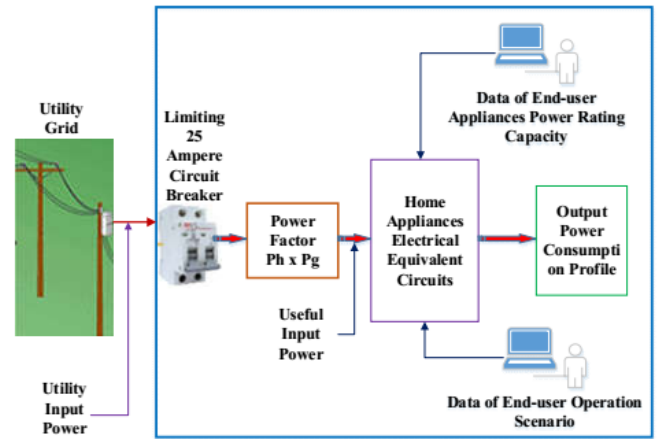 Utility
Grid
Limiting
25
Ampere
Circuit
Breaker
Data of End-user
Appliances Power Rating
Capacity
Power
Factor
Ph x Pg
Home
Appliances
Electrical
Equivalent
Circuits
Output
Power
Consumpti
on Profile
Useful
Input
Power
Utility
Input
Power
Data of End-user Operation
Scenario